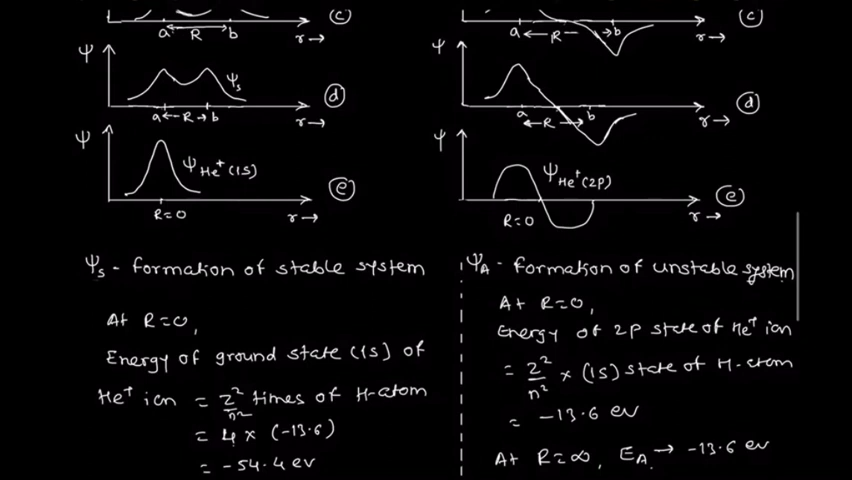 a ← R → b r→ (c)
ψ ψs (d)
a ← R → b r→
ψ ψHe⁺(1s) (e)
R=0 r→
ψs - formation of stable system
At R=0,
Energy of ground state (1s) of
He⁺ ion = Z²/n² times of H-atom
= 4 × (-13.6)
= -54.4 ev
a ← R → b r→ (c)
ψ (d)
a ← R → b r→
ψ ψHe⁺(2p) (e)
R=0 r→
ψA - formation of unstable system
At R=0,
Energy of 2p state of He⁺ ion
= Z²/n² × (1s) state of H-atom
= -13.6 ev
At R=∞, EA → -13.6 ev